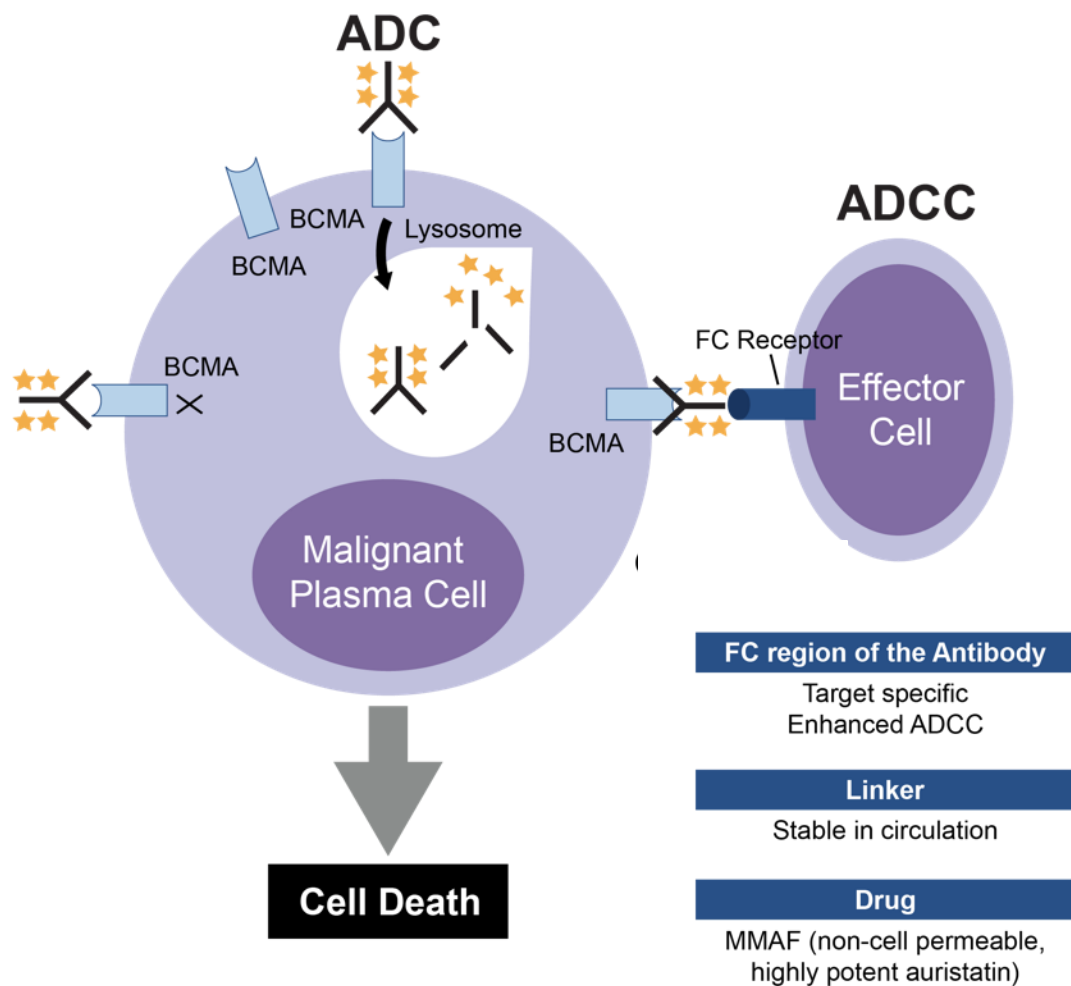 ADC
BCMA
Lysosome
BCMA
ADCC
BCMA
FC Receptor
Effector
Cell
BCMA
Malignant
Plasma Cell
Cell Death
FC region of the Antibody
Target specific
Enhanced ADCC
Linker
Stable in circulation
Drug
MMAF (non-cell permeable,
highly potent auristatin)